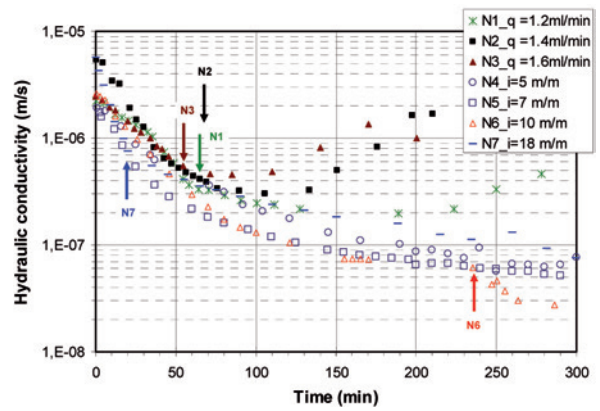 N1_q =1.2ml/min
N2_q =1.4ml/min
N3_q =1.6ml/min
N4_i=5 m/m
N5_i=7 m/m
N6_i=10 m/m
N7_i=18 m/m
Hydraulic conductivity (m/s)
1,E-05
1,E-06
1,E-07
1,E-08
N2
N3
N1
N7
N6
0 50 100 150 200 250 300
Time (min)